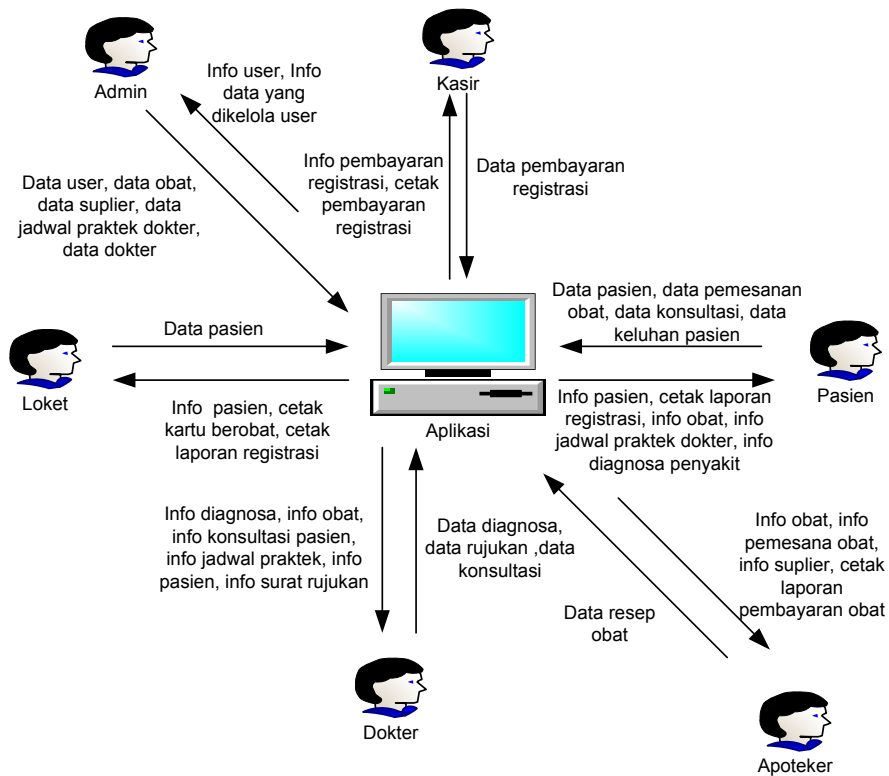 Admin
Kasir
Info user, Info
data yang
dikelola user
Info pembayaran
registrasi, cetak
pembayaran
registrasi
Data pembayaran
registrasi
Data user, data obat,
data suplier, data
jadwal praktek dokter,
data dokter
Data pasien, data pemesanan
obat, data konsultasi, data
keluhan pasien
Data pasien
Loket
Pasien
Info pasien, cetak
kartu berobat, cetak
laporan registrasi
Aplikasi
Info pasien, cetak laporan
registrasi, info obat, info
jadwal praktek dokter, info
diagnosa penyakit
Info diagnosa, info obat,
info konsultasi pasien,
info jadwal praktek, info
pasien, info surat rujukan
Data diagnosa,
data rujukan ,data
konsultasi
Info obat, info
pemesana obat,
info suplier, cetak
laporan
pembayaran obat
Data resep
obat
Dokter
Apoteker